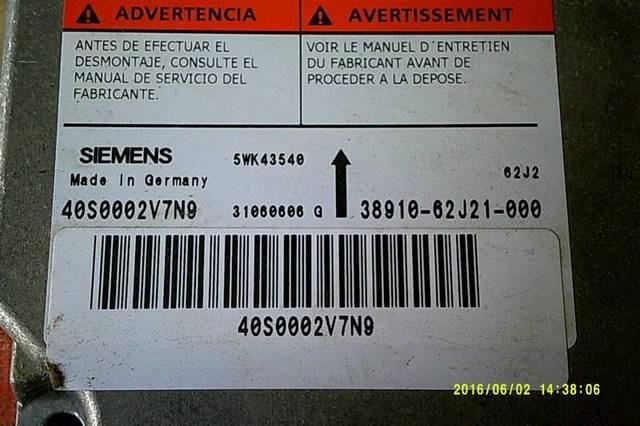 ADVERTENCIA
ANTES DE EFECTUAR EL
DESMONTAJE, CONSULTE EL
MANUAL DE SERVICIO DEL
FABRICANTE.
AVERTISSEMENT
VOIR LE MANUEL D´ENTRETIEN
DU FABRICANT AVANT DE
PROCEDER A LA DEPOSE.
SIEMENS 5WK43540 62J2
Made in Germany
40S0002V7N9 31060606 G 38910-62J21-000
40S0002V7N9
2016/06/02 14:38:06